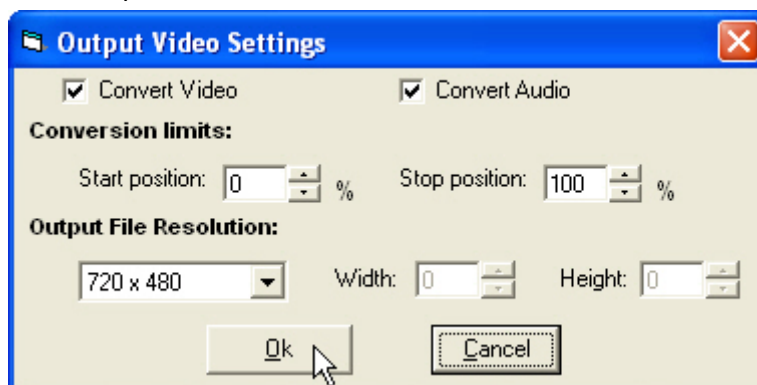 Output Video Settings
Convert Video Convert Audio
Conversion limits:
Start position: 0 % Stop position: 100 %
Output File Resolution:
720 x 480 Width: 0 Height: 0
Ok Cancel